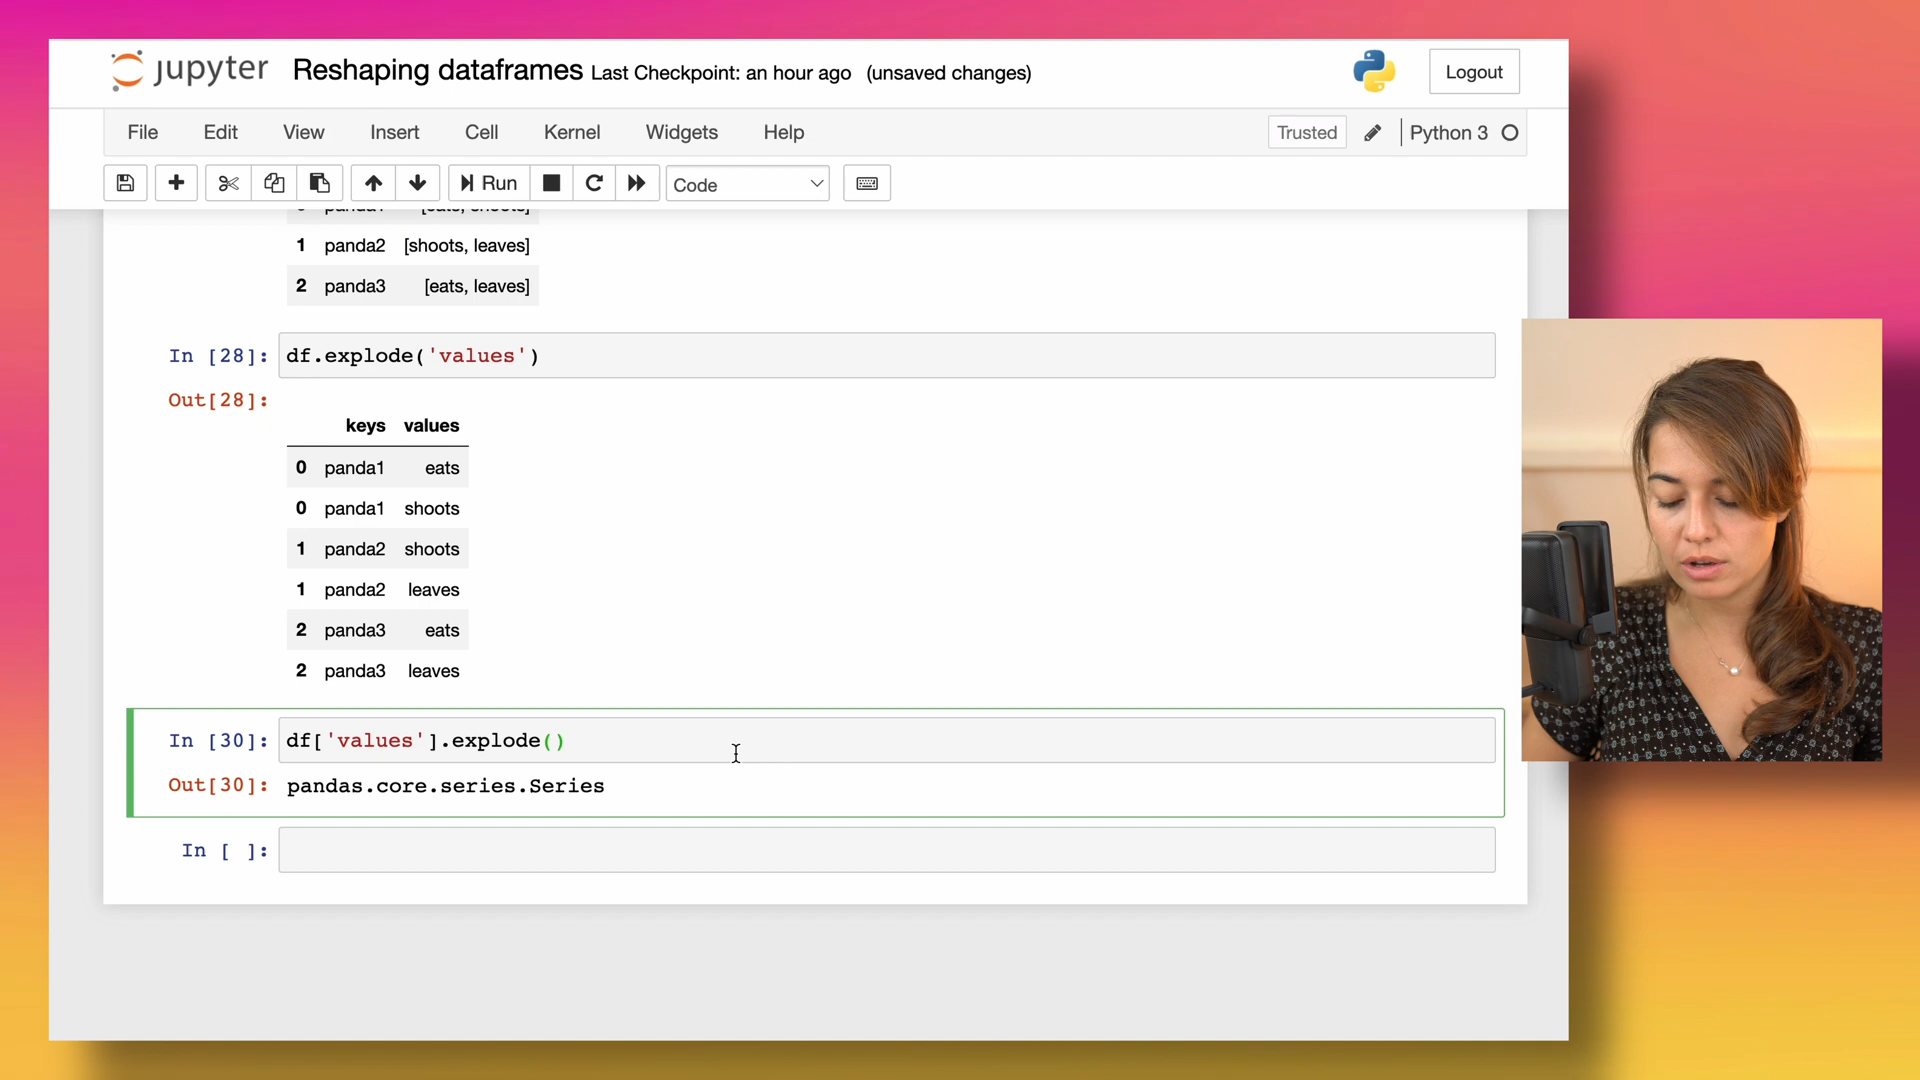 jupyter Reshaping dataframes Last Checkpoint: an hour ago (unsaved changes) Logout
File Edit View Insert Cell Kernel Widgets Help Trusted Python 3
Run Code
1 panda2 [shoots, leaves]
2 panda3 [eats, leaves]
In [28]: df.explode('values')
Out[28]:
keys values
0 panda1 eats
0 panda1 shoots
1 panda2 shoots
1 panda2 leaves
2 panda3 eats
2 panda3 leaves
In [30]: df['values'].explode()
Out[30]: pandas.core.series.Series
In [ ]: